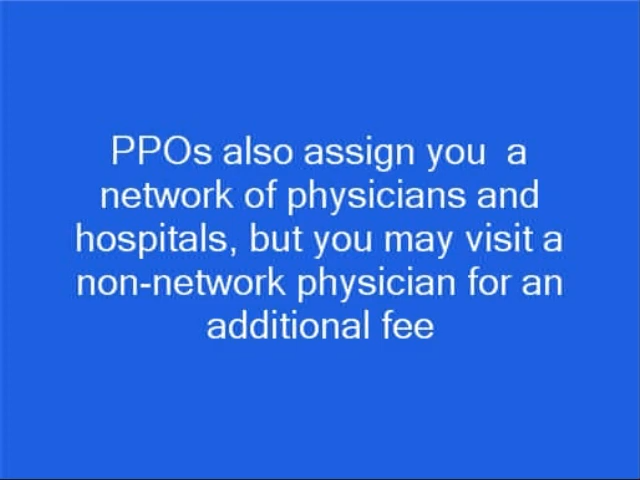 PPOs also assign you  a
network of physicians and
hospitals, but you may visit a
non-network physician for an
additional fee